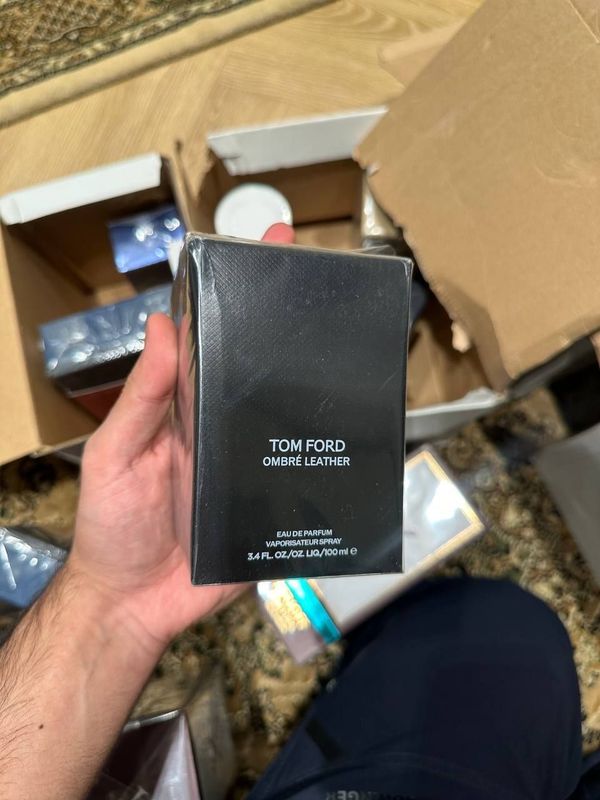 TOM FORD
OMBRÉ LEATHER
EAU DE PARFUM
VAPORISATEUR SPRAY
3.4 FL. OZ./OZ. LIQ/100 ml ℮